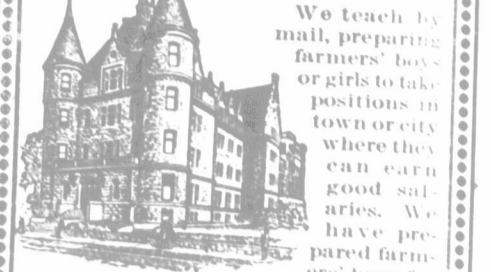 We teach by
mail, preparing
farmers' boys
or girls to take
positions in
town or city
where they
can earn
good sal-
aries. We
have pre-
pared farm-